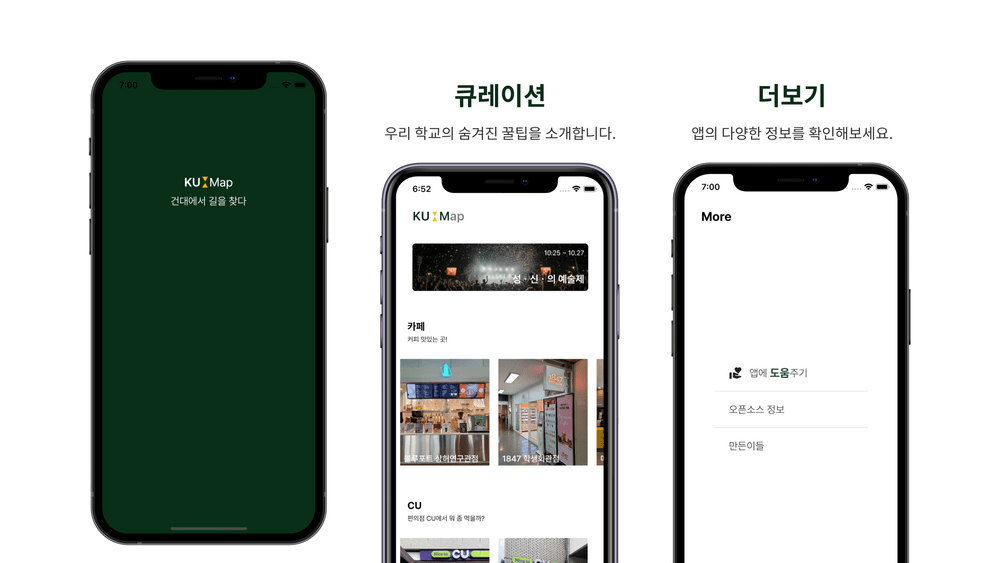 7:00
KU Map
건대에서 길을 찾다
큐레이션
우리 학교의 숨겨진 꿀팁을 소개합니다.
6:52
KU Map
10:25 ~ 10.27
성 · 신 · 의 예술제
카페
커피 맛있는 곳!
블루포트 상허연구관점
1847 학생회관점
CU
편의점 CU에서 뭐 좀 먹을까?
Nice to CU
CU
더보기
앱의 다양한 정보를 확인해보세요.
7:00
More
앱에 도움주기
오픈소스 정보
만든이들